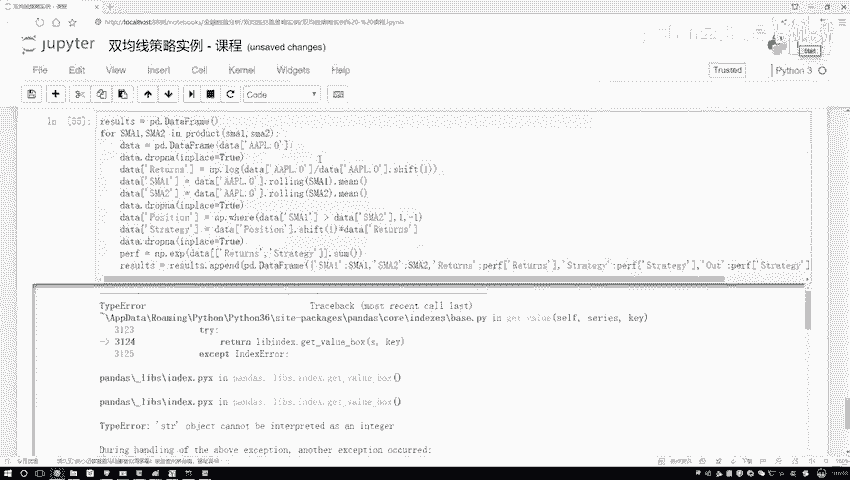 双均线策略实例 - 课程
jupyter 双均线策略实例 - 课程 (unsaved changes)
File Edit View Insert Cell Kernel Widgets Help
Trusted
Python 3
Code
In [55]:
results = pd.DataFrame()
for SMA1,SMA2 in product(sma1,sma2):
data = pd.DataFrame(data['AAPL.O'])
data.dropna(inplace=True)
data['Returns'] = np.log(data['AAPL.O']/data['AAPL.O'].shift(1))
data['SMA1'] = data['AAPL.O'].rolling(SMA1).mean()
data['SMA2'] = data['AAPL.O'].rolling(SMA2).mean()
data.dropna(inplace=True)
data['Position'] = np.where(data['SMA1'] > data['SMA2'],1,-1)
data['Strategy'] = data['Position'].shift(1)*data['Returns']
data.dropna(inplace=True)
perf = np.exp(data[['Returns','Strategy']].sum())
results = results.append(pd.DataFrame({'SMA1':SMA1,'SMA2':SMA2,'Returns':perf['Returns'],'Strategy':perf['Strategy'],'Out':perf['Strategy']
TypeError Traceback (most recent call last)
~\AppData\Roaming\Python\Python36\site-packages\pandas\core\indexes\base.py in get_value(self, series, key)
3123 try:
-> 3124 return libindex.get_value_box(s, key)
3125 except IndexError:
pandas\_libs\index.pyx in pandas._libs.index.get_value_box()
pandas\_libs\index.pyx in pandas._libs.index.get_value_box()
TypeError: 'str' object cannot be interpreted as an integer
During handling of the above exception, another exception occurred: